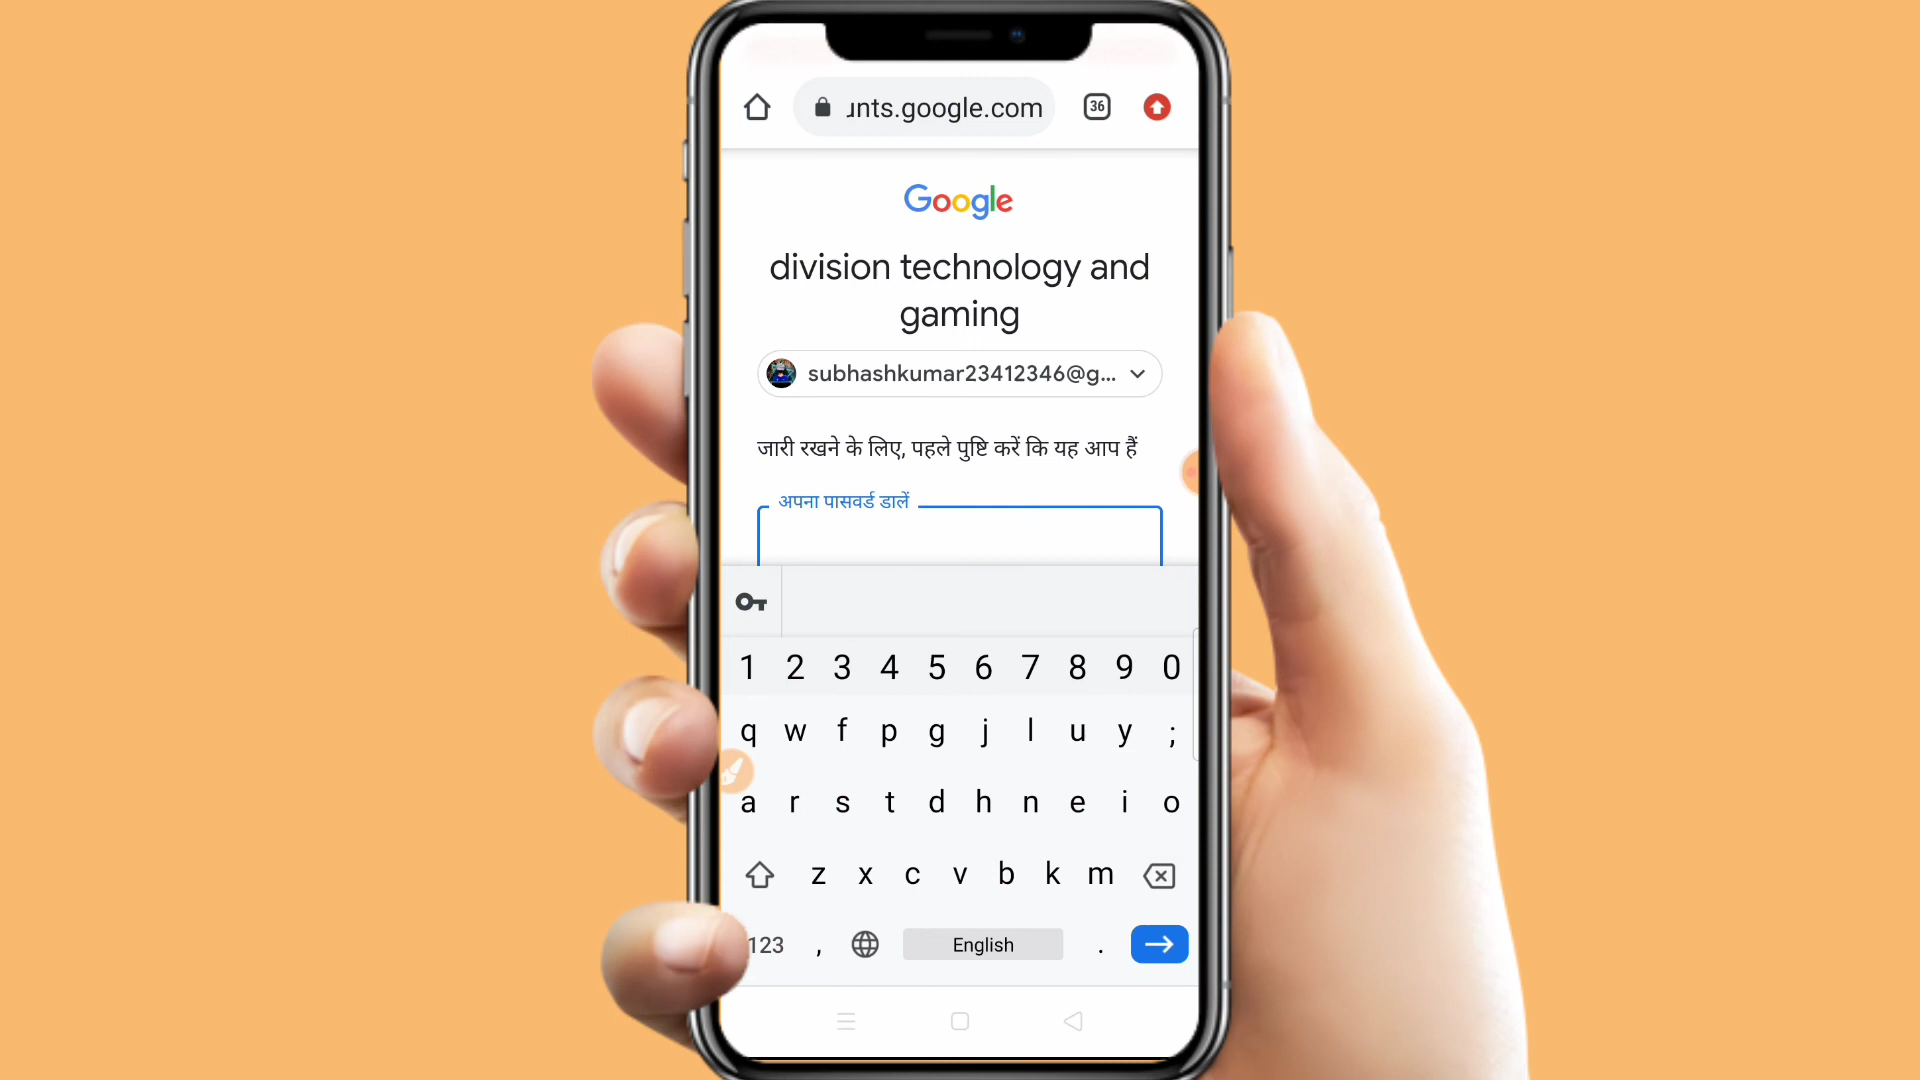 unts.google.com
36
Google
division technology and
gaming
subhashkumar23412346@g...
जारी रखने के लिए, पहले पुष्टि करें कि यह आप हैं
अपना पासवर्ड डालें
1 2 3 4 5 6 7 8 9 0
q w f p g j l u y ;
a r s t d h n e i o
z x c v b k m
123 , English .